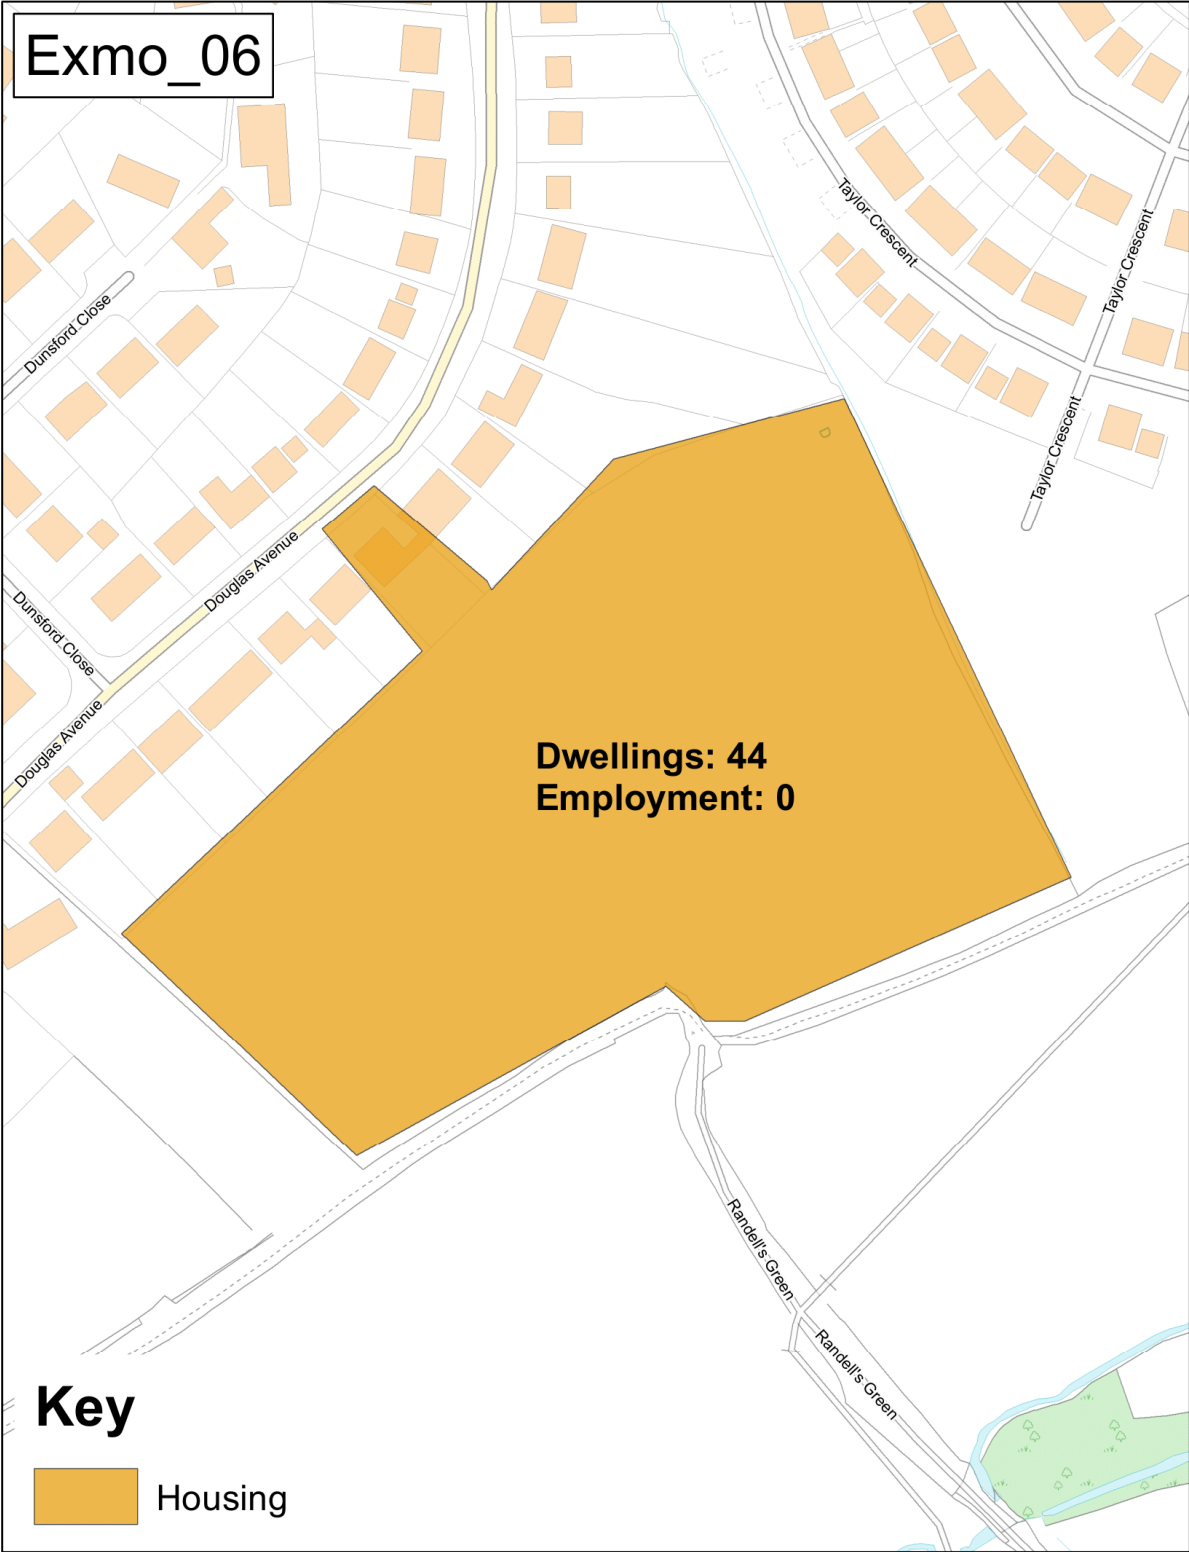 Exmo_06
Taylor Crescent
Taylor Crescent
Dunsford Close
Taylor Crescent
Douglas Avenue
Dunsford Close
Douglas Avenue
Dwellings: 44
Employment: 0
Randell's Green
Randell's Green
Key
Housing